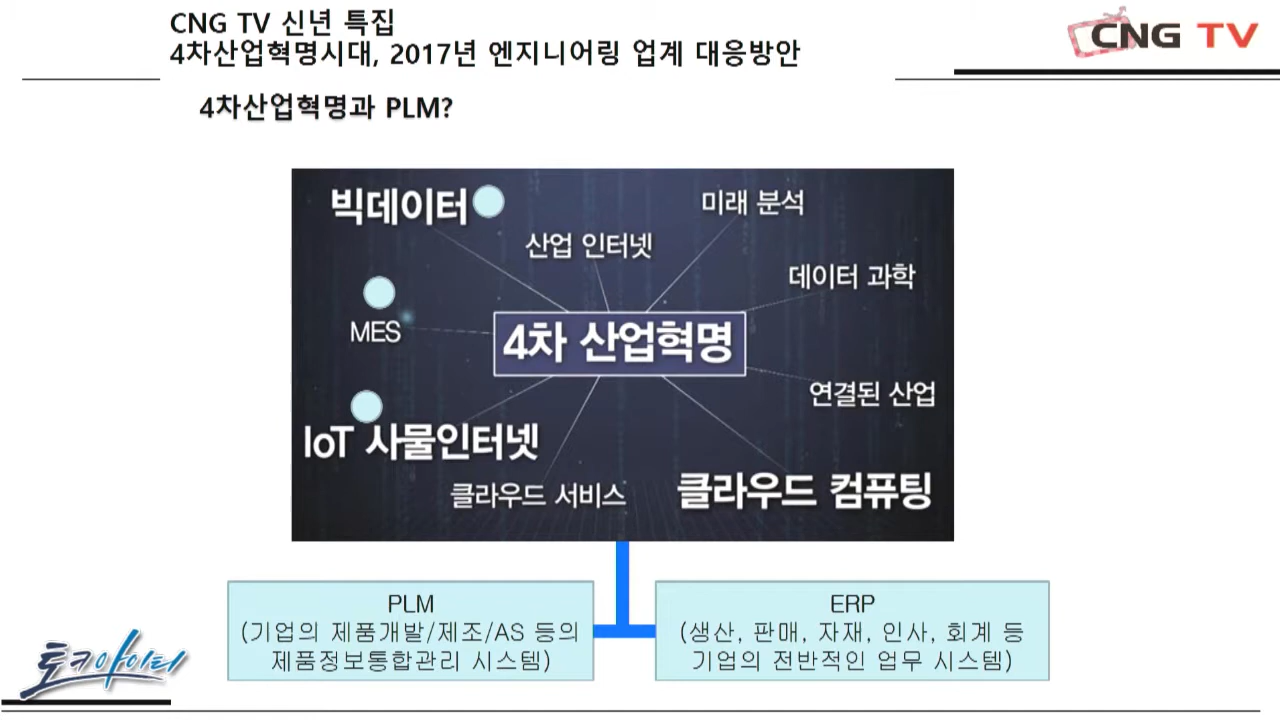 CNG TV 신년 특집
4차산업혁명시대, 2017년 엔지니어링 업계 대응방안
CNG TV
4차산업혁명과 PLM?
빅데이터
미래 분석
산업 인터넷
데이터 과학
MES
4차 산업혁명
연결된 산업
IoT 사물인터넷
클라우드 서비스
클라우드 컴퓨팅
PLM
(기업의 제품개발/제조/AS 등의
제품정보통합관리 시스템)
ERP
(생산, 판매, 자재, 인사, 회계 등
기업의 전반적인 업무 시스템)
토키아이티